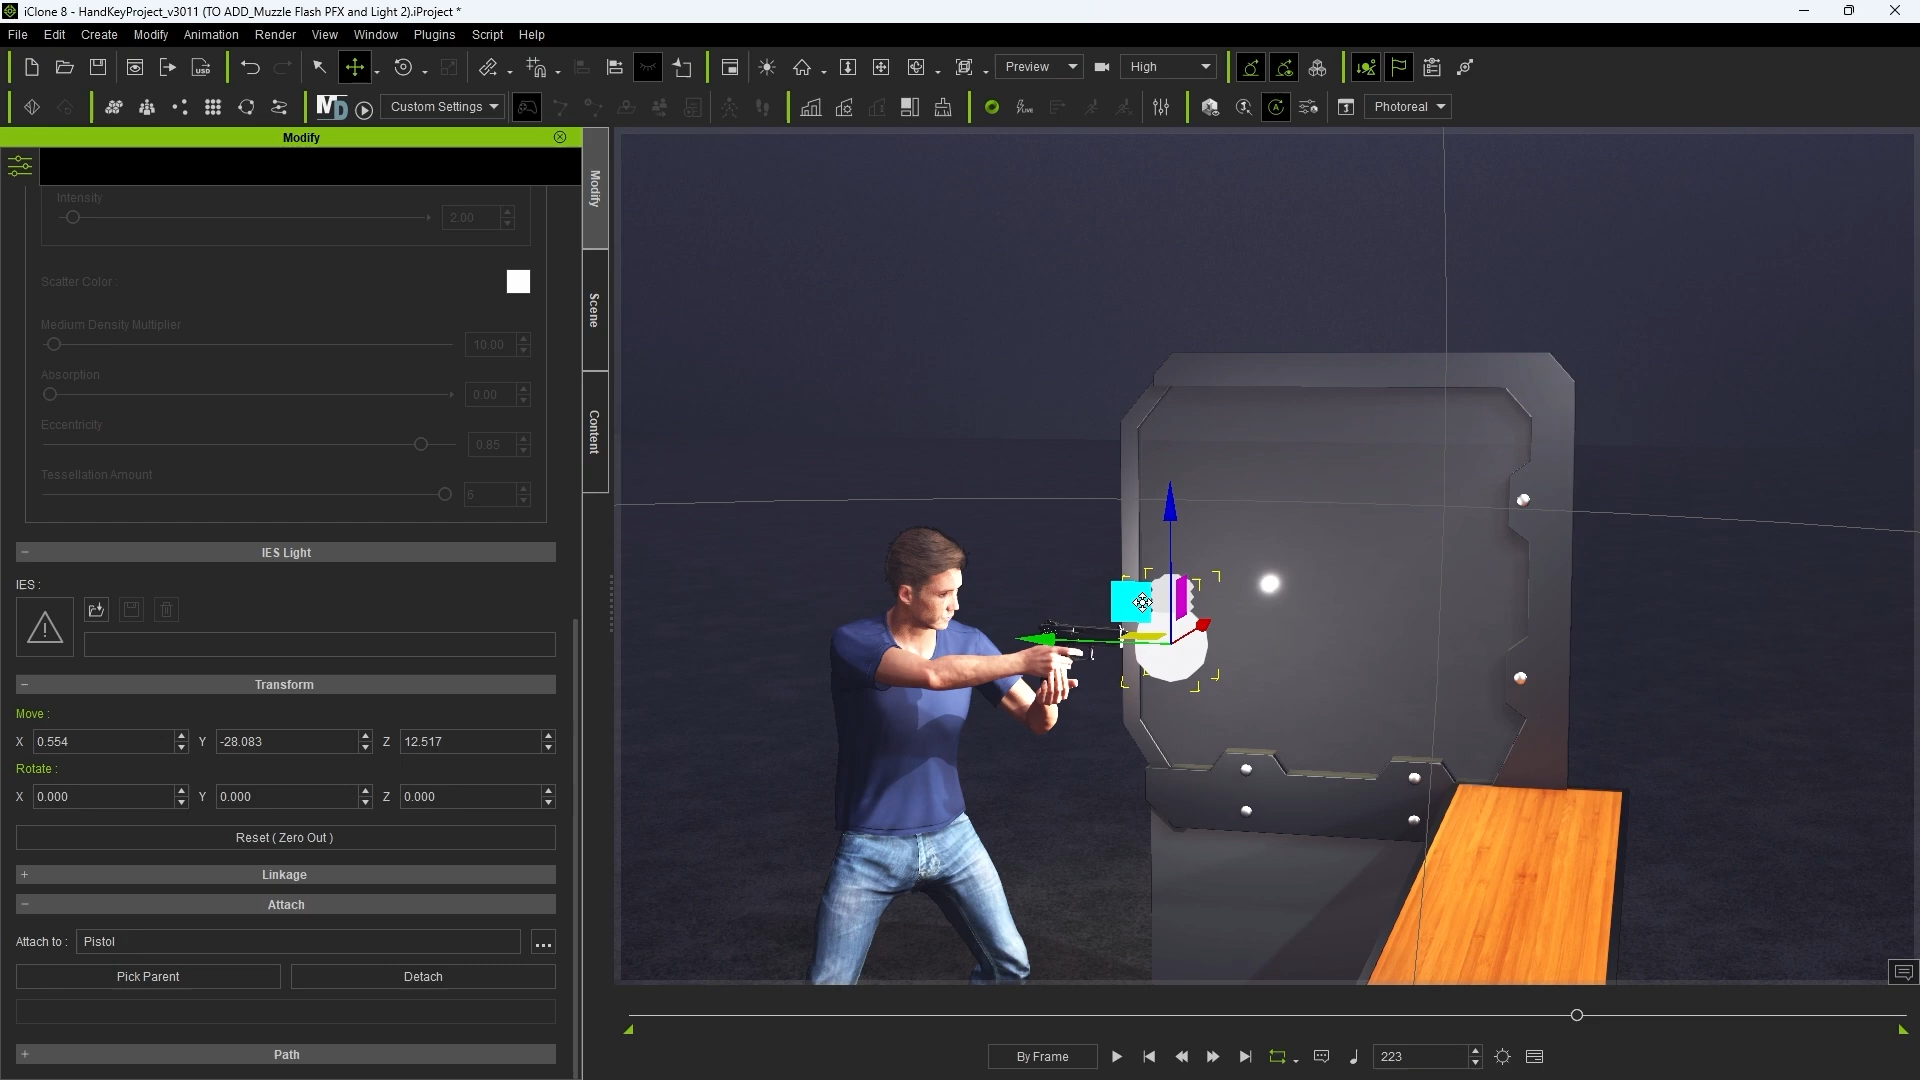 iClone 8 - HandKeyProject_v3011 (TO ADD_Muzzle Flash PFX and Light 2).iProject *
File Edit Create Modify Animation Render View Window Plugins Script Help
Preview High
MD Custom Settings LIVE Photoreal
Modify
Modify
Scene
Content
Intensity
2.00
Scatter Color :
Medium Density Multiplier
10.00
Absorption
0.00
Eccentricity
0.85
Tessellation Amount
6
- IES Light
IES :
- Transform
Move :
X 0.554 Y -28.083 Z 12.517
Rotate :
X 0.000 Y 0.000 Z 0.000
Reset ( Zero Out )
+ Linkage
- Attach
Attach to : Pistol ...
Pick Parent Detach
+ Path
By Frame 223